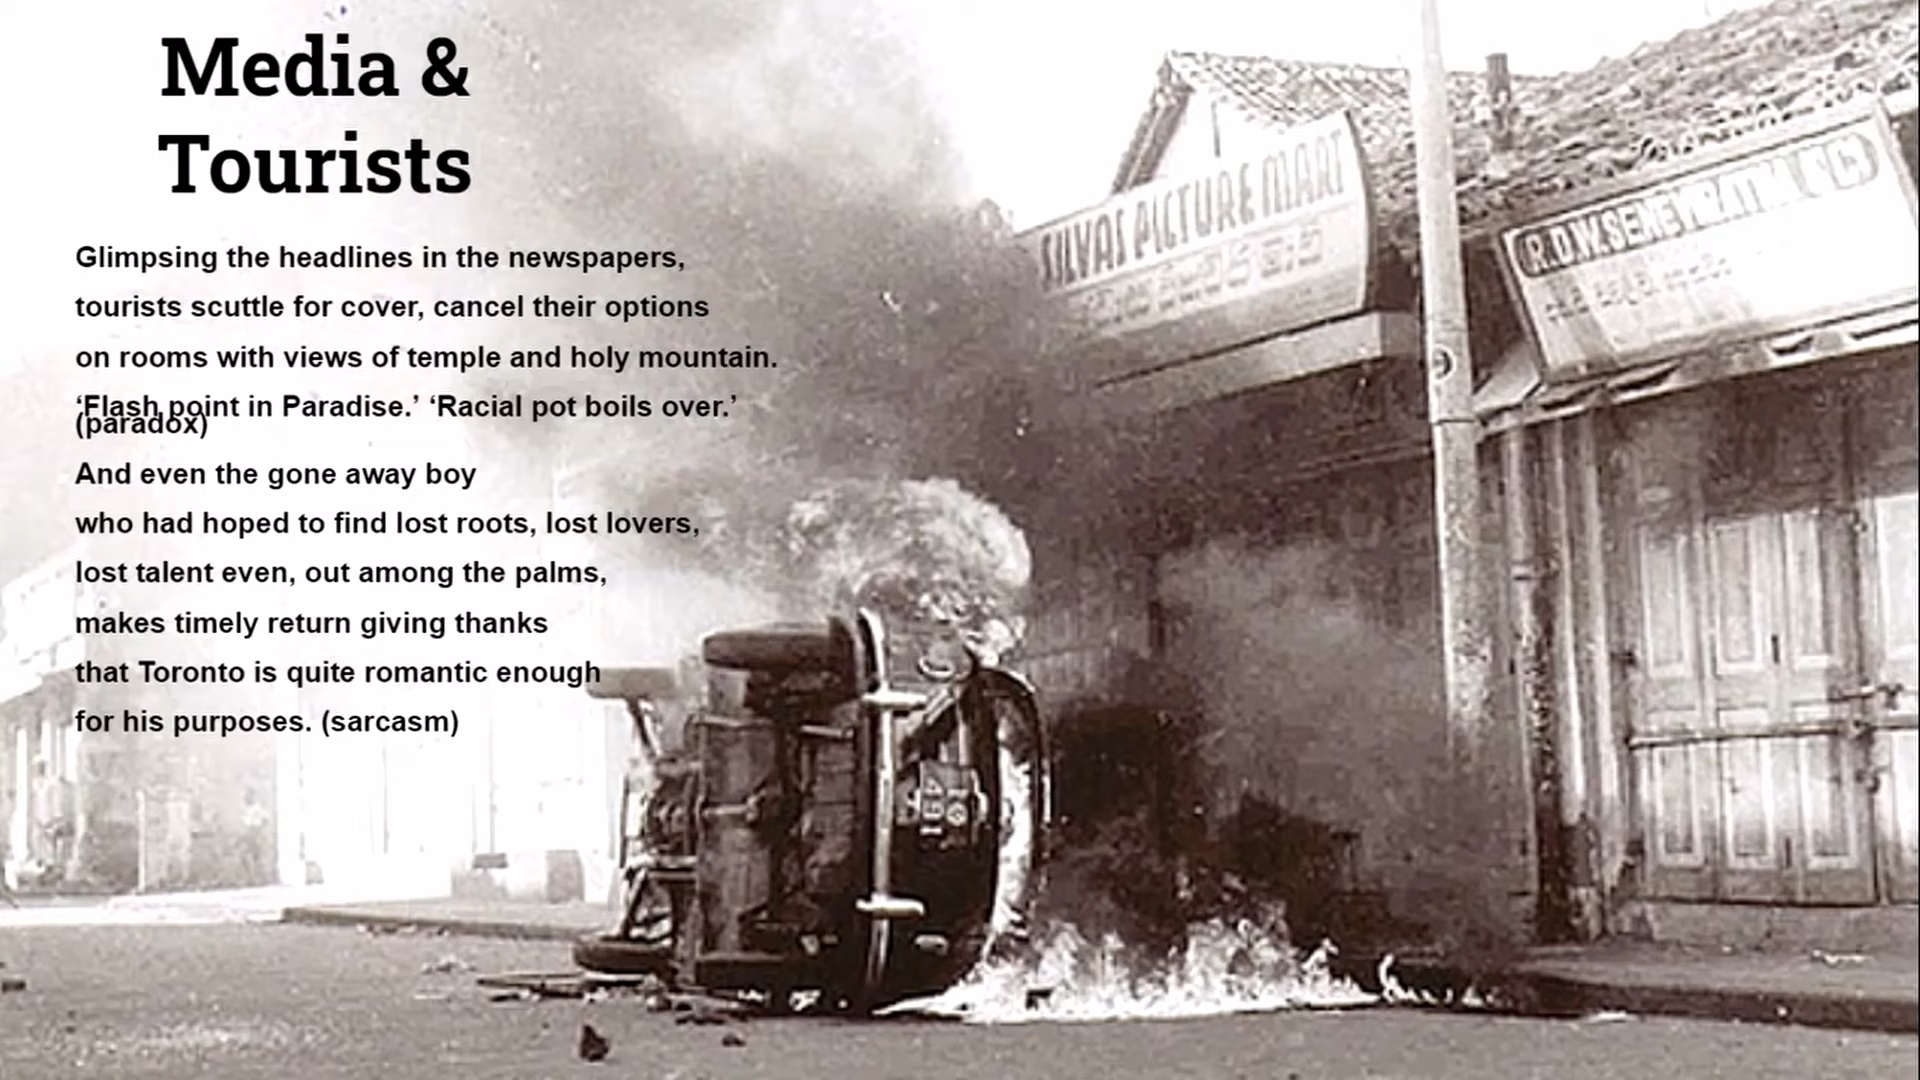 Media &
Tourists
Glimpsing the headlines in the newspapers,
tourists scuttle for cover, cancel their options
on rooms with views of temple and holy mountain.
‘Flash point in Paradise.’ ‘Racial pot boils over.’
(paradox)
And even the gone away boy
who had hoped to find lost roots, lost lovers,
lost talent even, out among the palms,
makes timely return giving thanks
that Toronto is quite romantic enough
for his purposes. (sarcasm)
SILVAS PICTURE MART